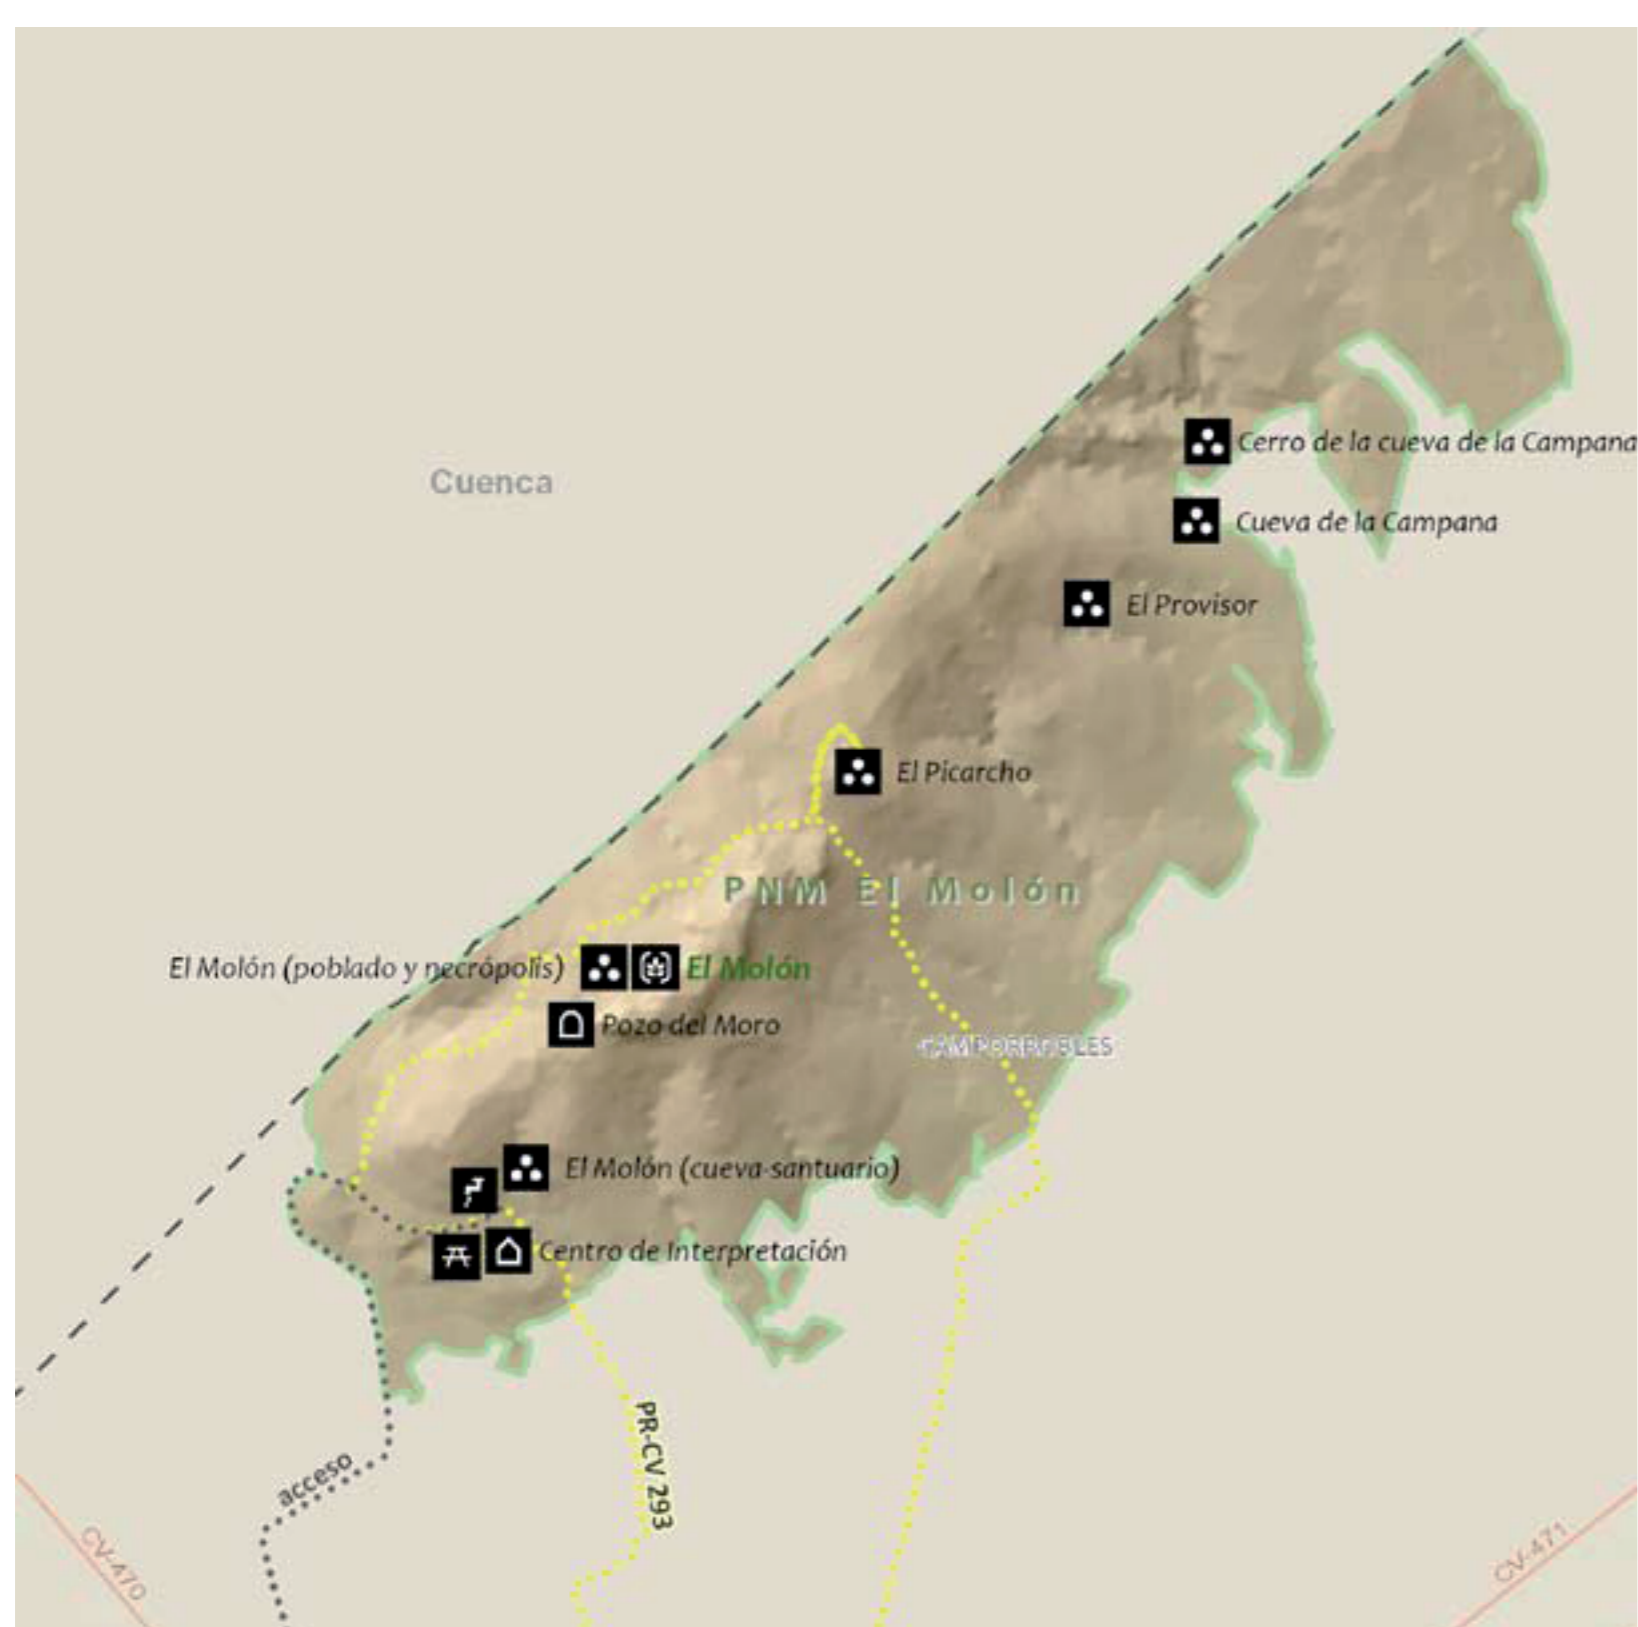 Cerro de la cueva de la Campana
Cuenca
Cueva de la Campana
El Provisor
El Picarcho
PNM El Molón
El Molón (poblado y necrópolis)
El Molón
Pozo del Moro
CAMPORROBLES
El Molón (cueva-santuario)
Centro de Interpretación
PR-CV 293
acceso
CV-470
CV-471